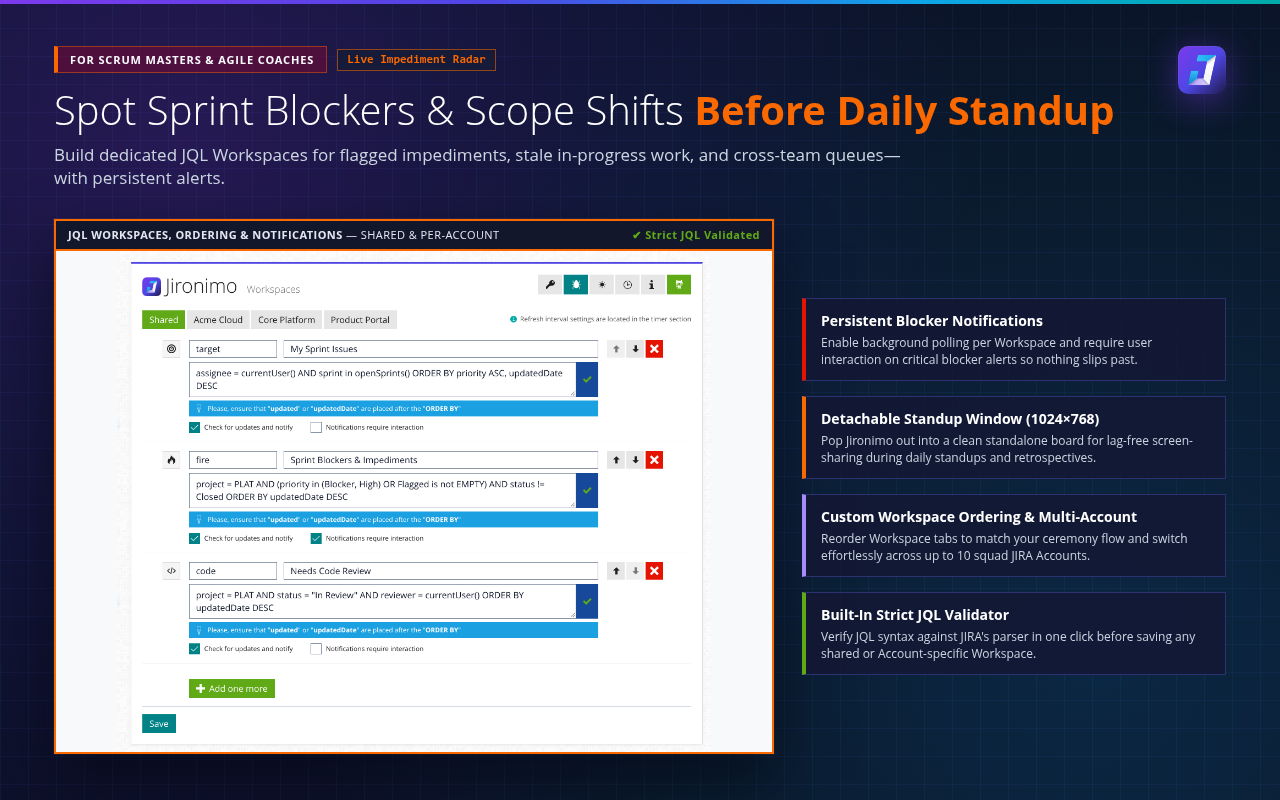 FOR SCRUM MASTERS & AGILE COACHES
Live Impediment Radar
Spot Sprint Blockers & Scope Shifts Before Daily Standup
Build dedicated JQL Workspaces for flagged impediments, stale in-progress work, and cross-team queues—
with persistent alerts.
JQL WORKSPACES, ORDERING & NOTIFICATIONS — SHARED & PER-ACCOUNT
✔ Strict JQL Validated
Jironimo Workspaces
Shared
Acme Cloud
Core Platform
Product Portal
Refresh interval settings are located in the timer section
target
My Sprint Issues
assignee = currentUser() AND sprint in openSprints() ORDER BY priority ASC, updatedDate
DESC
Please, ensure that "updated" or "updatedDate" are placed after the "ORDER BY"
Check for updates and notify
Notifications require interaction
fire
Sprint Blockers & Impediments
project = PLAT AND (priority in (Blocker, High) OR Flagged is not EMPTY) AND status !=
Closed ORDER BY updatedDate DESC
Please, ensure that "updated" or "updatedDate" are placed after the "ORDER BY"
Check for updates and notify
Notifications require interaction
code
Needs Code Review
project = PLAT AND status = "In Review" AND reviewer = currentUser() ORDER BY
updatedDate DESC
Please, ensure that "updated" or "updatedDate" are placed after the "ORDER BY"
Check for updates and notify
Notifications require interaction
Add one more
Save
Persistent Blocker Notifications
Enable background polling per Workspace and require user
interaction on critical blocker alerts so nothing slips past.
Detachable Standup Window (1024×768)
Pop Jironimo out into a clean standalone board for lag-free screen-
sharing during daily standups and retrospectives.
Custom Workspace Ordering & Multi-Account
Reorder Workspace tabs to match your ceremony flow and switch
effortlessly across up to 10 squad JIRA Accounts.
Built-In Strict JQL Validator
Verify JQL syntax against JIRA's parser in one click before saving any
shared or Account-specific Workspace.